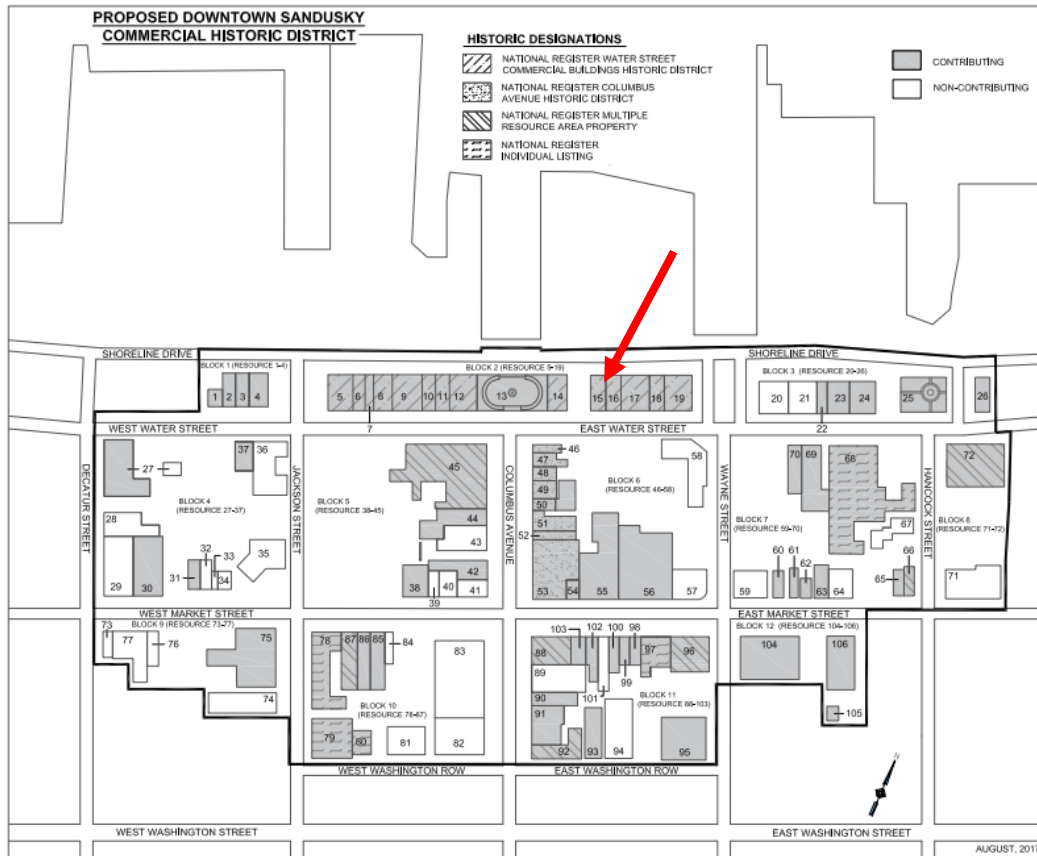 PROPOSED DOWNTOWN SANDUSKY
COMMERCIAL HISTORIC DISTRICT
HISTORIC DESIGNATIONS
NATIONAL REGISTER WATER STREET
COMMERCIAL BUILDINGS HISTORIC DISTRICT
NATIONAL REGISTER COLUMBUS
AVENUE HISTORIC DISTRICT
NATIONAL REGISTER MULTIPLE
RESOURCE AREA PROPERTY
NATIONAL REGISTER
INDIVIDUAL LISTING
CONTRIBUTING
NON-CONTRIBUTING
SHORELINE DRIVE
SHORELINE DRIVE
BLOCK 1 (RESOURCE 1-4)
BLOCK 2 (RESOURCE 5-19)
BLOCK 3 (RESOURCE 20-26)
1 2 3 4
5 6 8 9 10 11 12 13 14 15 16 17 18 19
20 21 23 24 25 26
7
22
WEST WATER STREET
EAST WATER STREET
DECATUR STREET
JACKSON STREET
COLUMBUS AVENUE
WAYNE STREET
HANCOCK STREET
27
37 36
BLOCK 4
(RESOURCE 27-37)
28
29 30 31 32 33 34 35
BLOCK 5
(RESOURCE 38-45)
45
44
43
42
38 39 40 41
46
47
48
49
50
51
52
53 54 55 56 57
58
BLOCK 6
(RESOURCE 46-58)
70 69 68
67
BLOCK 7
(RESOURCE 59-70)
59 60 61 62 63 64 65 66
72
BLOCK 8
(RESOURCE 71-72)
71
WEST MARKET STREET
EAST MARKET STREET
BLOCK 9 (RESOURCE 73-77)
73 77 76 75
74
78 87 86 85 84 83
BLOCK 10
(RESOURCE 78-87)
79 80 81 82
103 102 100 98
88 97 96
99
101
89
90
91
92 93 94 95
BLOCK 11
(RESOURCE 88-103)
BLOCK 12 (RESOURCE 104-106)
104 106
105
WEST WASHINGTON ROW
EAST WASHINGTON ROW
N
WEST WASHINGTON STREET
EAST WASHINGTON STREET
AUGUST, 2017